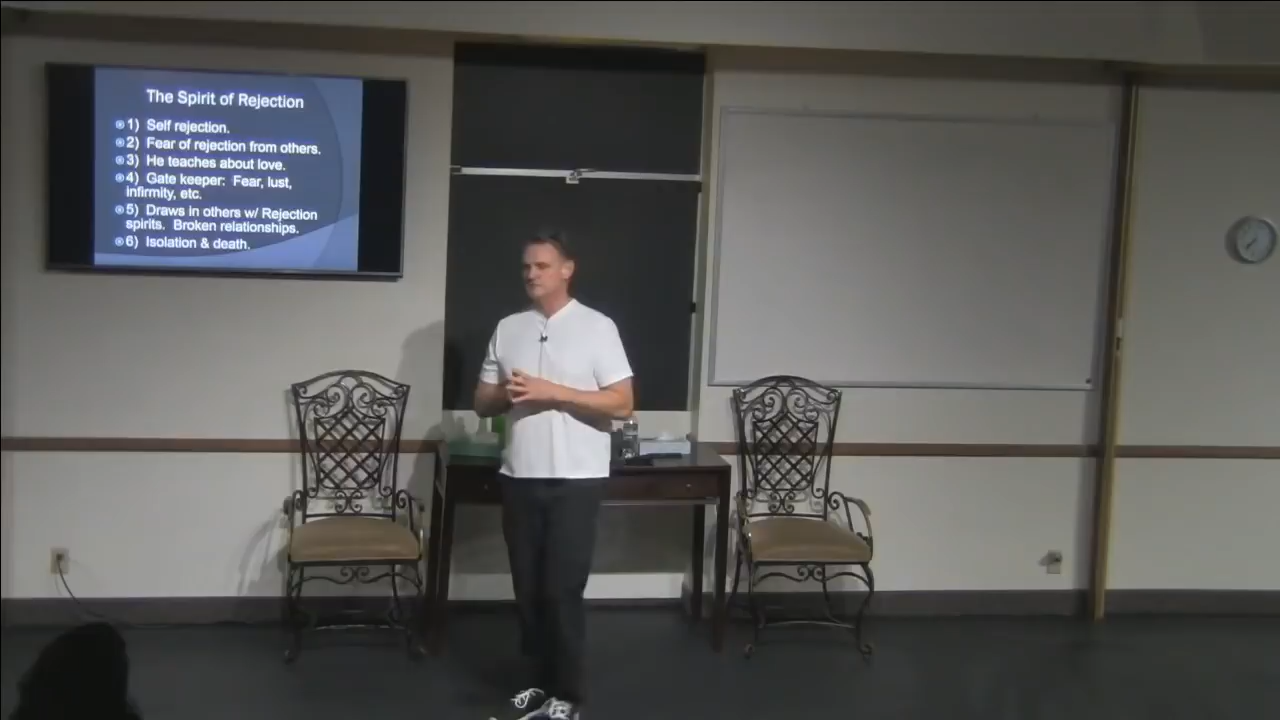 The Spirit of Rejection
1) Self rejection.
2) Fear of rejection from others.
3) He teaches about love.
4) Gate keeper: Fear, lust,
infirmity, etc.
5) Draws in others w/ Rejection
spirits. Broken relationships.
6) Isolation & death.